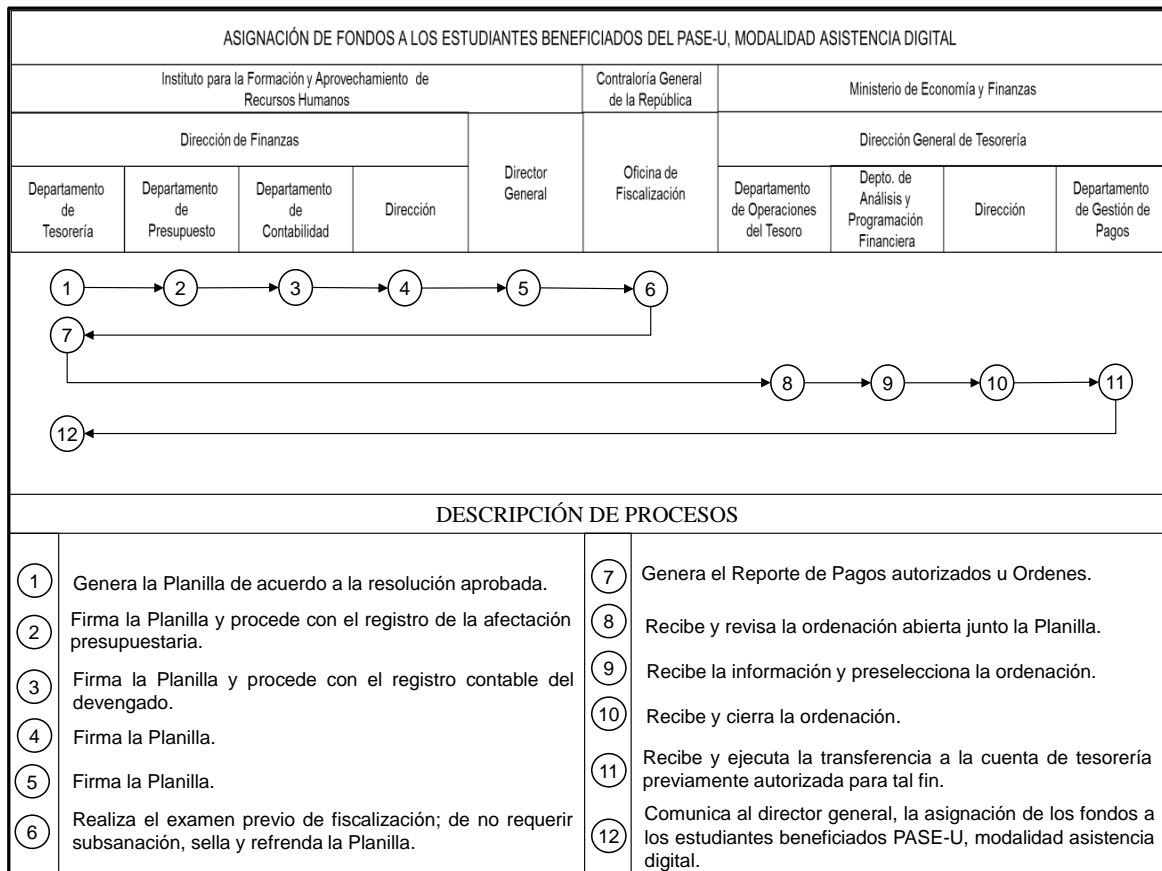 ASIGNACIÓN DE FONDOS A LOS ESTUDIANTES BENEFICIADOS DEL PASE-U, MODALIDAD ASISTENCIA DIGITAL
Instituto para la Formación y Aprovechamiento de
Recursos Humanos
Contraloría General
de la República
Ministerio de Economía y Finanzas
Dirección de Finanzas
Director
General
Oficina de
Fiscalización
Dirección General de Tesorería
Departamento
de
Tesorería
Departamento
de
Presupuesto
Departamento
de
Contabilidad
Dirección
Departamento
de Operaciones
del Tesoro
Depto. de
Análisis y
Programación
Financiera
Dirección
Departamento
de Gestión de
Pagos
1 2 3 4 5 6
7
8 9 10 11
12
DESCRIPCIÓN DE PROCESOS
1 Genera la Planilla de acuerdo a la resolución aprobada.
2 Firma la Planilla y procede con el registro de la afectación
presupuestaria.
3 Firma la Planilla y procede con el registro contable del
devengado.
4 Firma la Planilla.
5 Firma la Planilla.
6 Realiza el examen previo de fiscalización; de no requerir
subsanación, sella y refrenda la Planilla.
7 Genera el Reporte de Pagos autorizados u Ordenes.
8 Recibe y revisa la ordenación abierta junto la Planilla.
9 Recibe la información y preselecciona la ordenación.
10 Recibe y cierra la ordenación.
11 Recibe y ejecuta la transferencia a la cuenta de tesorería
previamente autorizada para tal fin.
12 Comunica al director general, la asignación de los fondos a
los estudiantes beneficiados PASE-U, modalidad asistencia
digital.